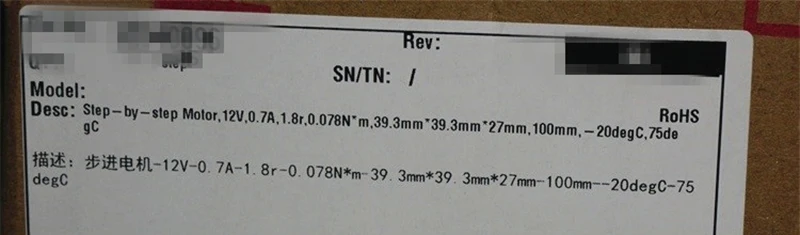 Rev:
SN/TN: /
Model:
RoHS
Desc: Step-by-step Motor,12V,0.7A,1.8r,0.078N*m,39.3mm*39.3mm*27mm,100mm,-20degC,75de
gC
描述: 步进电机-12V-0.7A-1.8r-0.078N*m-39.3mm*39.3mm*27mm-100mm--20degC-75
degC